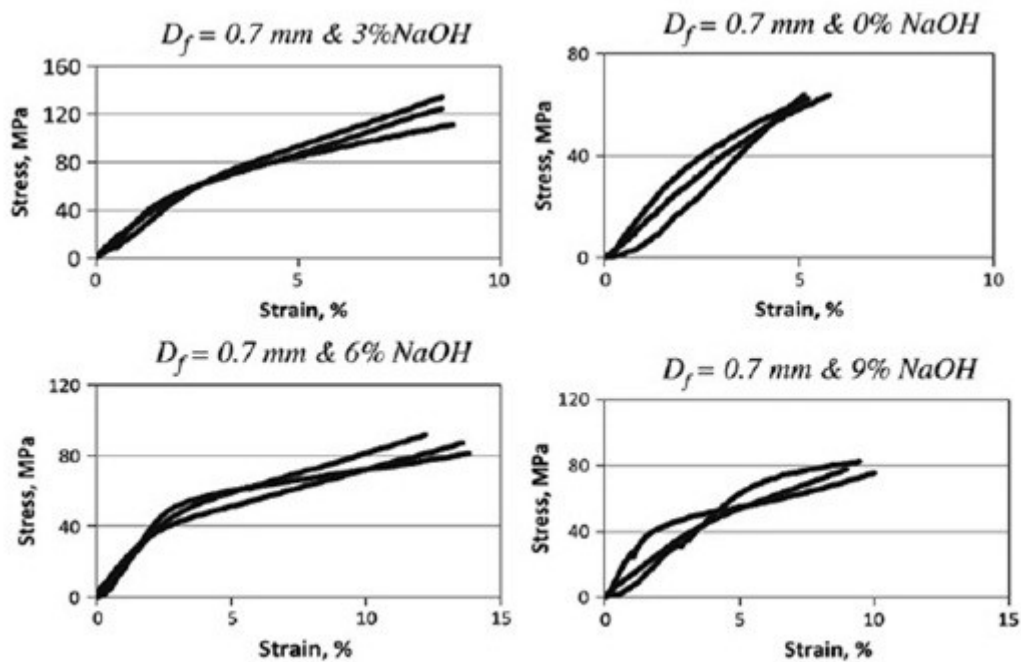 D_f = 0.7 mm & 3%NaOH
160
120
80
40
0
Stress, MPa
0 5 10
Strain, %
D_f = 0.7 mm & 0% NaOH
80
40
0
Stress, MPa
0 5 10
Strain, %
D_f = 0.7 mm & 6% NaOH
120
80
40
0
Stress, MPa
0 5 10 15
Strain, %
D_f = 0.7 mm & 9% NaOH
120
80
40
0
Stress, MPa
0 5 10 15
Strain, %